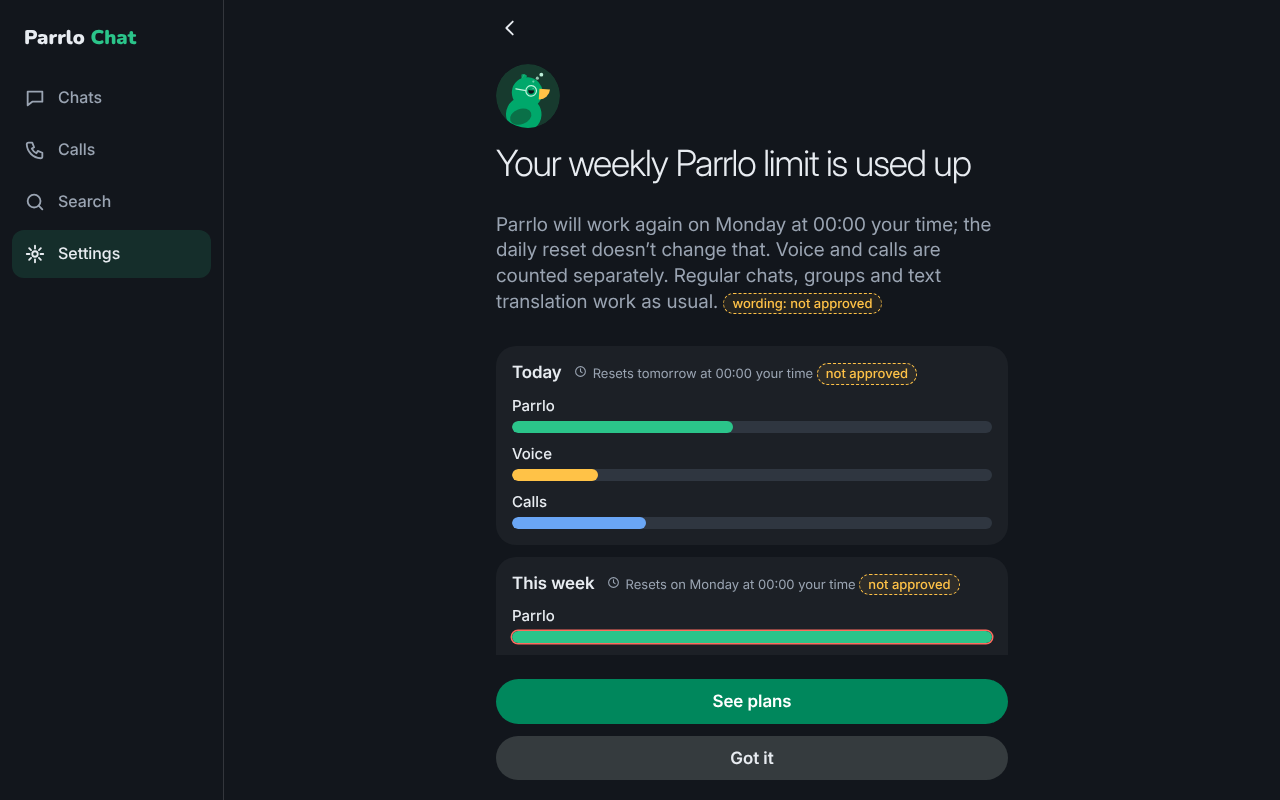 Parrlo Chat
Chats
Calls
Search
Settings
Your weekly Parrlo limit is used up
Parrlo will work again on Monday at 00:00 your time; the
daily reset doesn’t change that. Voice and calls are
counted separately. Regular chats, groups and text
translation work as usual. wording: not approved
Today Resets tomorrow at 00:00 your time not approved
Parrlo
Voice
Calls
This week Resets on Monday at 00:00 your time not approved
Parrlo
See plans
Got it